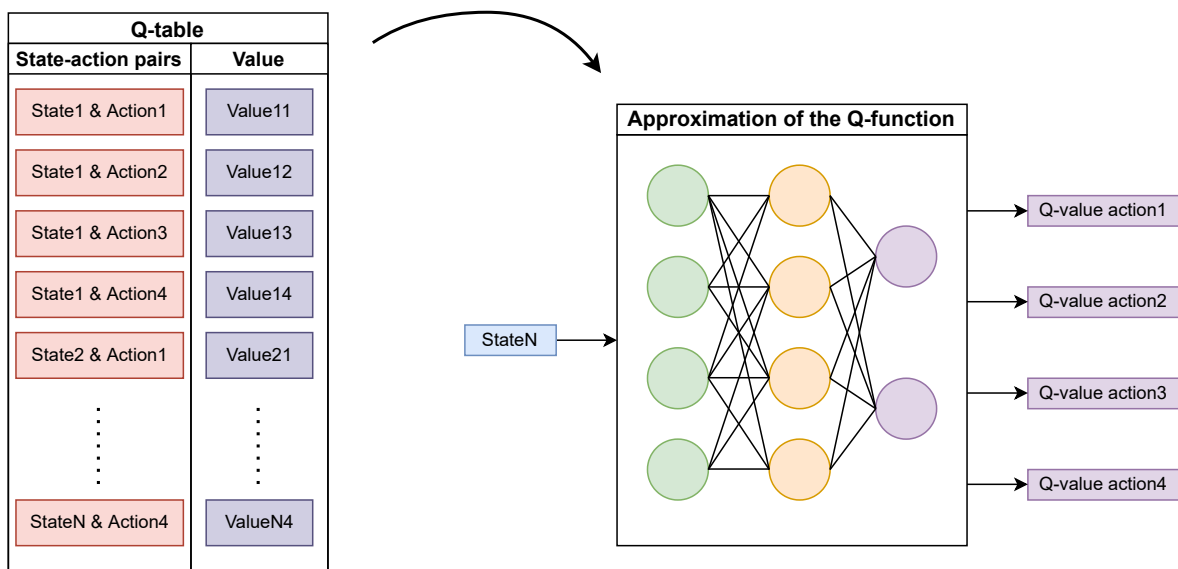 Q-table
State-action pairs Value
State1 & Action1 Value11
State1 & Action2 Value12
State1 & Action3 Value13
State1 & Action4 Value14
State2 & Action1 Value21
StateN & Action4 ValueN4
StateN
Approximation of the Q-function
Q-value action1
Q-value action2
Q-value action3
Q-value action4